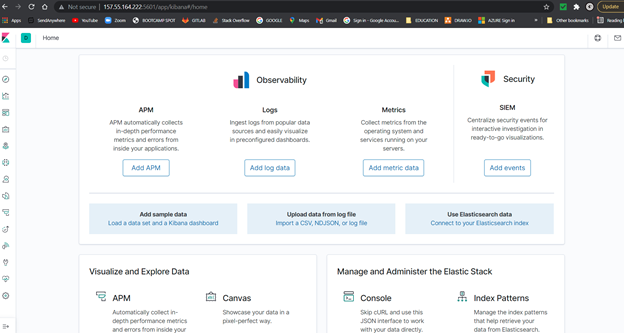 Not secure | 157.55.164.222:5601/app/kibana#/home
Update
Apps
SendAnywhere
YouTube
Zoom
BOOTCAMP SPOT
GITLAB
Stack Overflow
GOOGLE
Maps
Gmail
Sign in - Google Accou...
EDUCATION
DRAW.IO
AZURE Sign in
»
Other bookmarks
Reading
D
Home
Observability
Security
APM
APM automatically collects
in-depth performance
metrics and errors from
inside your applications.
Add APM
Logs
Ingest logs from popular data
sources and easily visualize
in preconfigured dashboards.
Add log data
Metrics
Collect metrics from the
operating system and
services running on your
servers.
Add metric data
SIEM
Centralize security events for
interactive investigation in
ready-to-go visualizations.
Add events
Add sample data
Load a data set and a Kibana dashboard
Upload data from log file
Import a CSV, NDJSON, or log file
Use Elasticsearch data
Connect to your Elasticsearch index
Visualize and Explore Data
APM
Automatically collect in-
depth performance metrics
and errors from inside your
Canvas
Showcase your data in a
pixel-perfect way.
Manage and Administer the Elastic Stack
Console
Skip cURL and use this
JSON interface to work
with your data directly.
Index Patterns
Manage the index patterns
that help retrieve your
data from Elasticsearch.